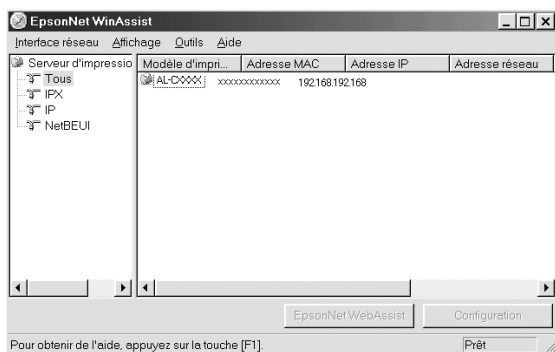 EpsonNet WinAssist
Interface réseau Affichage Outils Aide
Serveur d'impressio
Tous
IPX
IP
NetBEUI
Modèle d'impri... Adresse MAC Adresse IP Adresse réseau
AL-CXXXX xxxxxxxxxxxx 192.168.192.168
EpsonNet WebAssist Configuration
Pour obtenir de l'aide, appuyez sur la touche [F1]. Prêt